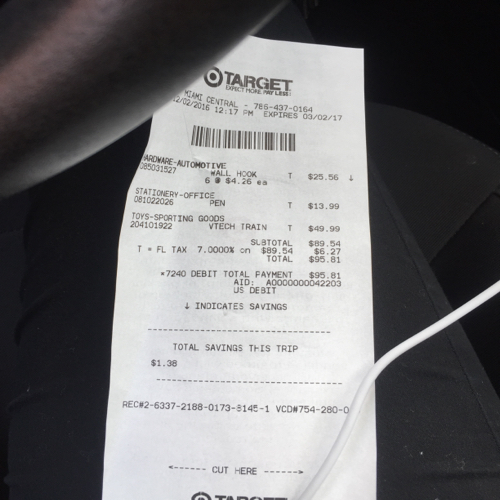 TARGET
EXPECT MORE. PAY LESS.
MIAMI CENTRAL - 786-437-0164
12/02/2016 12:17 PM EXPIRES 03/02/17
HARDWARE-AUTOMOTIVE
085031527 WALL HOOK T $25.56 ↓
6 @ $4.26 ea
STATIONERY-OFFICE
081022026 PEN T $13.99
TOYS-SPORTING GOODS
204101922 VTECH TRAIN T $49.99
SUBTOTAL $89.54
T = FL TAX 7.0000% on $89.54 $6.27
TOTAL $95.81
*7240 DEBIT TOTAL PAYMENT $95.81
AID: A0000000042203
US DEBIT
↓ INDICATES SAVINGS
TOTAL SAVINGS THIS TRIP
$1.38
REC#2-6337-2188-0173-8145-1 VCD#754-280-0
CUT HERE
TARGET